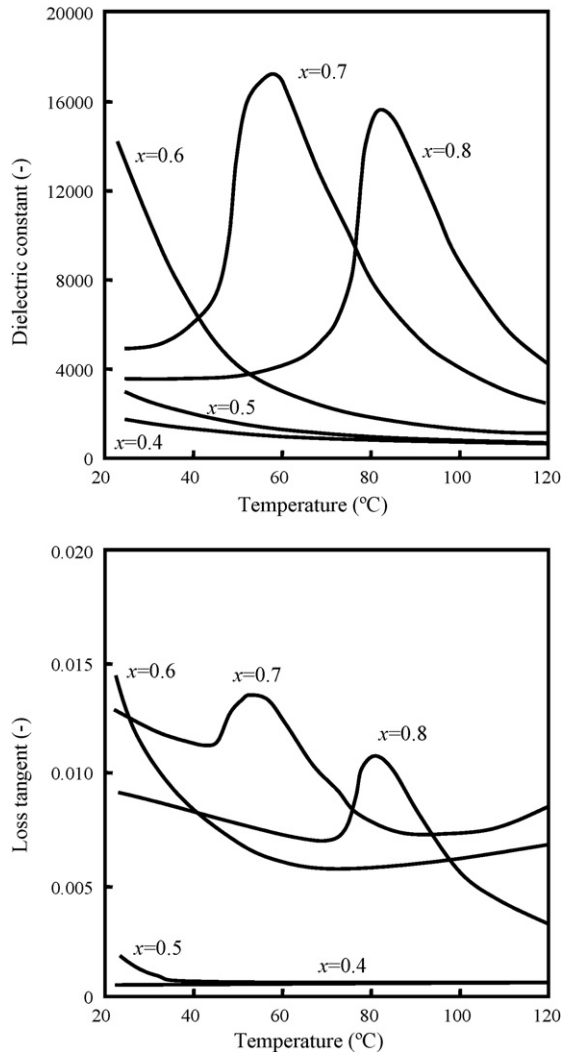 20000
16000
12000
8000
4000
0
Dielectric constant (-)
x=0.7
x=0.6
x=0.8
x=0.5
x=0.4
20 40 60 80 100 120
Temperature (ºC)
0.020
0.015
0.010
0.005
0
Loss tangent (-)
x=0.6
x=0.7
x=0.8
x=0.5
x=0.4
20 40 60 80 100 120
Temperature (ºC)